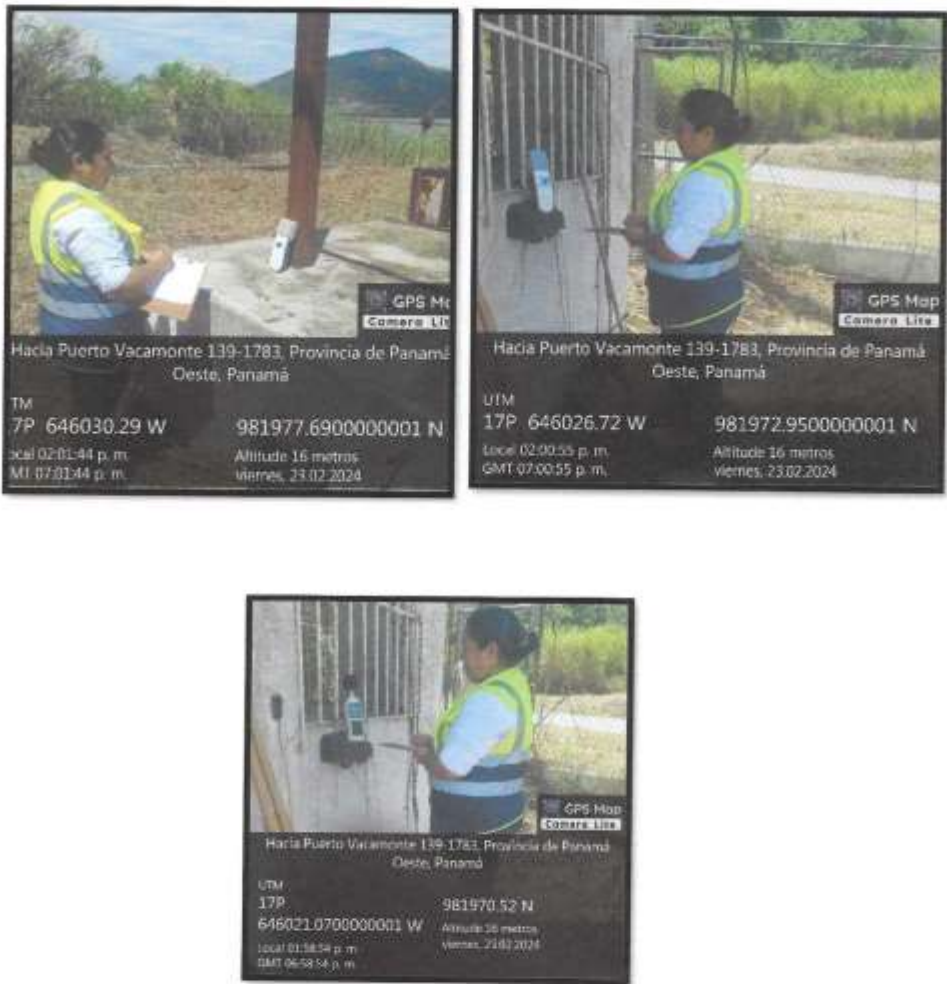 GPS Ma
Camera Lit
Hacia Puerto Vacamonte 139-1783, Provincia de Panamá
Oeste, Panamá
TM
7P 646030.29 W
981977.6900000001 N
ocal 02:01:44 p. m.
MT 07:01:44 p. m.
Altitude 16 metros
viernes, 23.02.2024
GPS Map
Camera Lite
Hacia Puerto Vacamonte 139-1783, Provincia de Panamá
Oeste, Panamá
UTM
17P 646026.72 W
981972.9500000001 N
Local 02:00:55 p. m.
GMT 07:00:55 p. m.
Altitude 16 metros
viernes, 23.02.2024
GPS Map
Camera Lite
Hacia Puerto Vacamonte 139-1783, Provincia de Panamá
Oeste, Panamá
UTM
17P
646021.0700000001 W
981970.52 N
Local 01:58:54 p. m.
GMT 06:58:54 p. m.
Altitude 16 metros
viernes, 23.02.2024